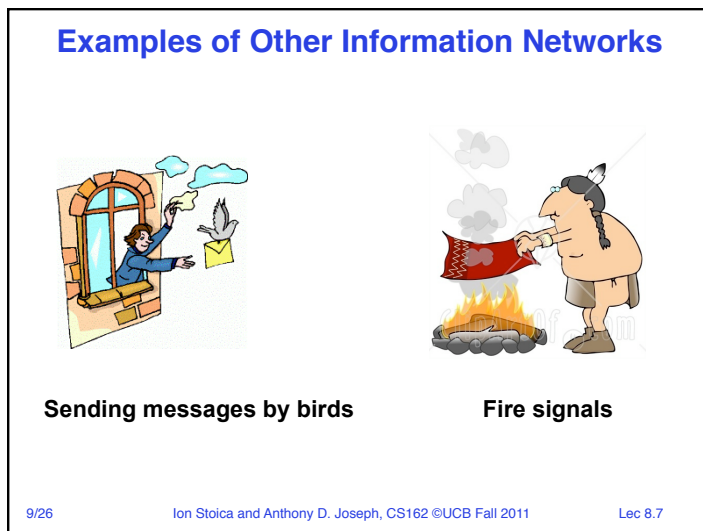 Examples of Other Information Networks
Sending messages by birds
Fire signals
9/26
Ion Stoica and Anthony D. Joseph, CS162 ©UCB Fall 2011
Lec 8.7